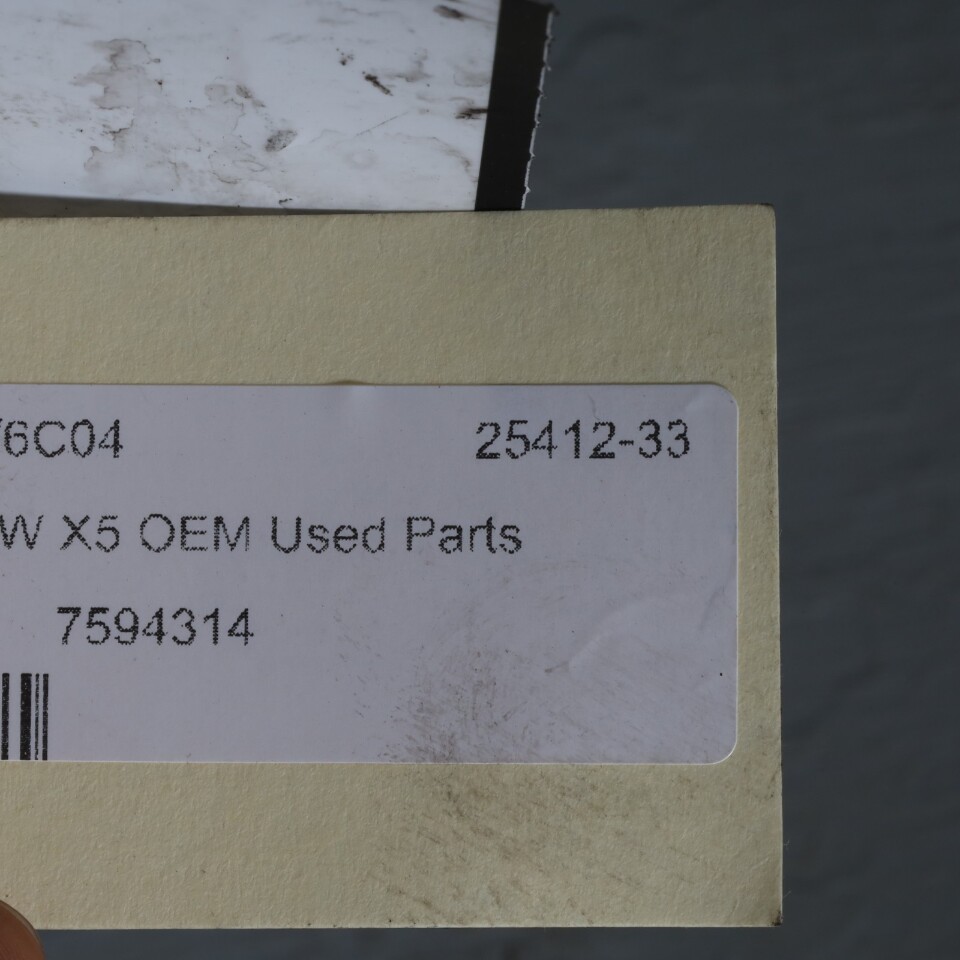 6C04 25412-33
W X5 OEM Used Parts
7594314